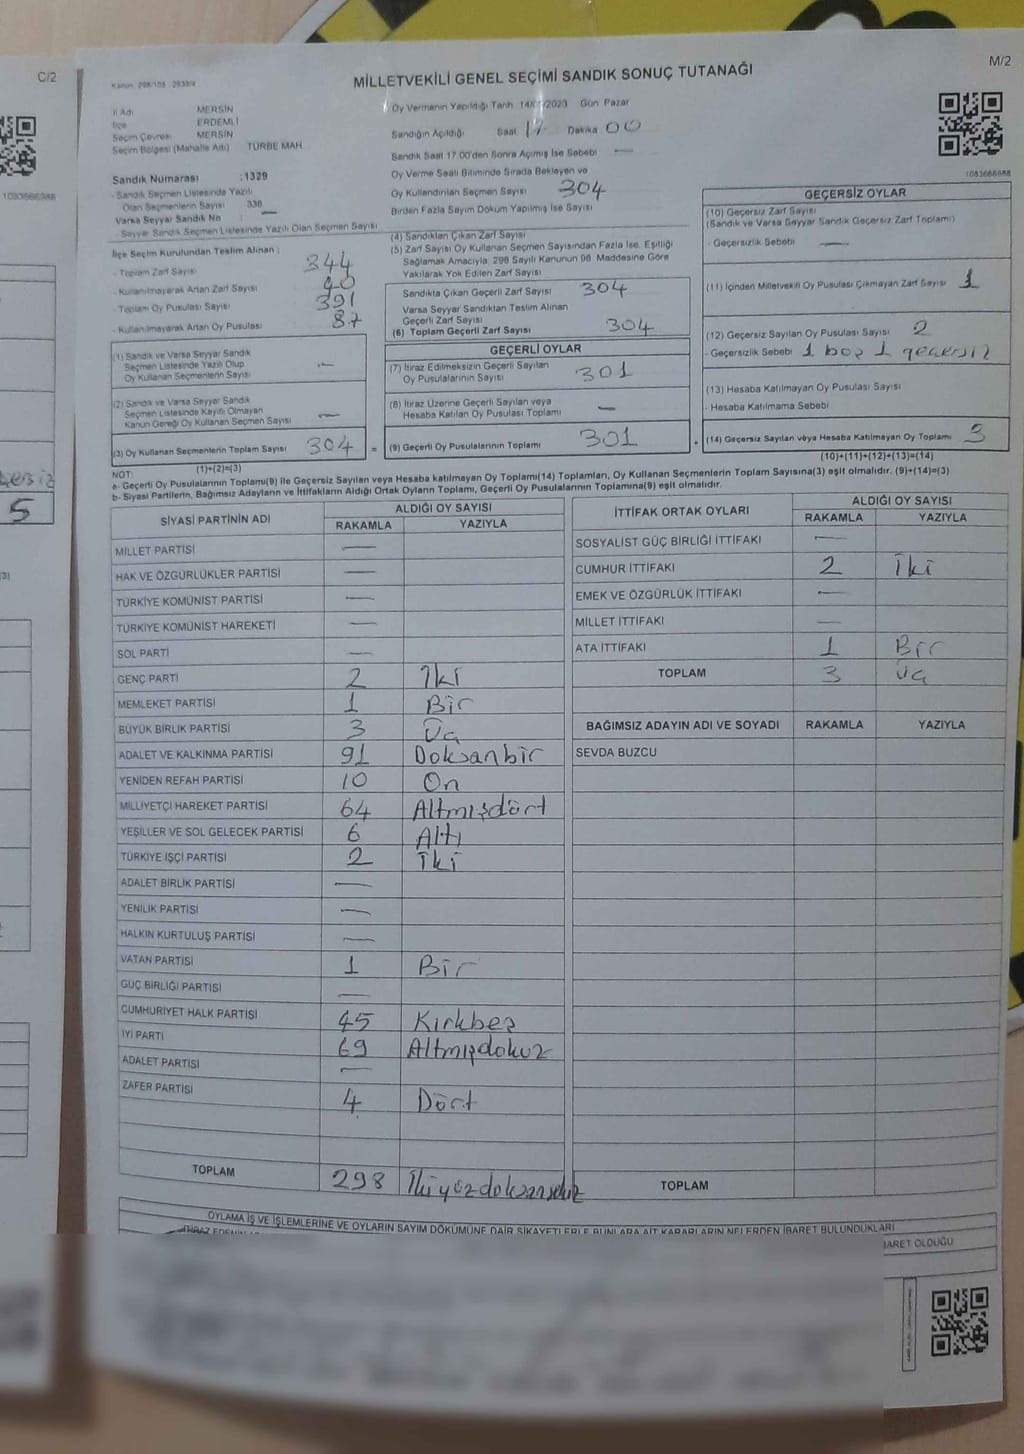 C/2
M/2
Kanun: 298/105 2839/4
MİLLETVEKİLİ GENEL SEÇİMİ SANDIK SONUÇ TUTANAĞI
İl Adı MERSİN
İlçe ERDEMLİ
Seçim Çevresi MERSİN
Seçim Bölgesi (Mahalle Adı) TÜRBE MAH.
Oy Vermenin Yapıldığı Tarih 14/ /2023 Gün Pazar
Sandığın Açıldığı Saat 17 Dakika 00
Sandık Saat 17.00'den Sonra Açılmış İse Sebebi —
Oy Verme Saati Bitiminde Sırada Bekleyen ve
Oy Kullandırılan Seçmen Sayısı 304
Birden Fazla Sayım Döküm Yapılmış İse Sayısı
Sandık Numarası :1329
- Sandık Seçmen Listesinde Yazılı
Olan Seçmenlerin Sayısı 338
Varsa Seyyar Sandık No —
- Seyyar Sandık Seçmen Listesinde Yazılı Olan Seçmen Sayısı
İlçe Seçim Kurulundan Teslim Alınan ;
- Toplam Zarf Sayısı 344
- Kullanılmayarak Artan Zarf Sayısı 40
- Toplam Oy Pusulası Sayısı 391
- Kullanılmayarak Artan Oy Pusulası 87
(4) Sandıktan Çıkan Zarf Sayısı
(5) Zarf Sayısı Oy Kullanan Seçmen Sayısından Fazla İse, Eşitliği
Sağlamak Amacıyla, 298 Sayılı Kanunun 98. Maddesine Göre
Yakılarak Yok Edilen Zarf Sayısı
Sandıkta Çıkan Geçerli Zarf Sayısı 304
Varsa Seyyar Sandıktan Teslim Alınan
Geçerli Zarf Sayısı
(6) Toplam Geçerli Zarf Sayısı 304
1083666988
1083666988
GEÇERSİZ OYLAR
(10) Geçersiz Zarf Sayısı
(Sandık ve Varsa Seyyar Sandık Geçersiz Zarf Toplamı)
- Geçersizlik Sebebi —
(11) İçinden Milletvekili Oy Pusulası Çıkmayan Zarf Sayısı 1
(12) Geçersiz Sayılan Oy Pusulası Sayısı 2
- Geçersizlik Sebebi 1 boş 1 geçersiz
(13) Hesaba Katılmayan Oy Pusulası Sayısı
- Hesaba Katılmama Sebebi
(14) Geçersiz Sayılan veya Hesaba Katılmayan Oy Toplamı 3
(10)+(11)+(12)+(13)=(14)
(1) Sandık ve Varsa Seyyar Sandık
Seçmen Listesinde Yazılı Olup
Oy Kullanan Seçmenlerin Sayısı —
(2) Sandık ve Varsa Seyyar Sandık
Seçmen Listesinde Kayıtlı Olmayan
Kanun Gereği Oy Kullanan Seçmen Sayısı —
(3) Oy Kullanan Seçmenlerin Toplam Sayısı 304 =
(1)+(2)=(3)
GEÇERLİ OYLAR
(7) İtiraz Edilmeksizin Geçerli Sayılan
Oy Pusulalarının Sayısı 301
(8) İtiraz Üzerine Geçerli Sayılan veya
Hesaba Katılan Oy Pusulası Toplamı —
(9) Geçerli Oy Pusulalarının Toplamı 301 +
NOT:
a- Geçerli Oy Pusulalarının Toplamı(9) ile Geçersiz Sayılan veya Hesaba katılmayan Oy Toplamı(14) Toplamları, Oy Kullanan Seçmenlerin Toplam Sayısına(3) eşit olmalıdır. (9)+(14)=(3)
b- Siyasi Partilerin, Bağımsız Adayların ve İttifakların Aldığı Ortak Oyların Toplamı, Geçerli Oy Pusulalarının Toplamına(9) eşit olmalıdır.
5
SİYASİ PARTİNİN ADI ALDIĞI OY SAYISI
RAKAMLA YAZIYLA
MİLLET PARTİSİ —
HAK VE ÖZGÜRLÜKLER PARTİSİ —
TÜRKİYE KOMÜNİST PARTİSİ —
TÜRKİYE KOMÜNİST HAREKETİ —
SOL PARTİ —
GENÇ PARTİ 2 İki
MEMLEKET PARTİSİ 1 Bir
BÜYÜK BİRLİK PARTİSİ 3 Üç
ADALET VE KALKINMA PARTİSİ 91 Doksanbir
YENİDEN REFAH PARTİSİ 10 On
MİLLİYETÇİ HAREKET PARTİSİ 64 Altmışdört
YEŞİLLER VE SOL GELECEK PARTİSİ 6 Altı
TÜRKİYE İŞÇİ PARTİSİ 2 İki
ADALET BİRLİK PARTİSİ —
YENİLİK PARTİSİ —
HALKIN KURTULUŞ PARTİSİ —
VATAN PARTİSİ 1 Bir
GÜÇ BİRLİĞİ PARTİSİ —
CUMHURİYET HALK PARTİSİ 45 Kırkbeş
İYİ PARTİ 69 Altmışdokuz
ADALET PARTİSİ —
ZAFER PARTİSİ 4 Dört
TOPLAM 298 İkiyüzdoksansekiz
İTTİFAK ORTAK OYLARI ALDIĞI OY SAYISI
RAKAMLA YAZIYLA
SOSYALİST GÜÇ BİRLİĞİ İTTİFAKI —
CUMHUR İTTİFAKI 2 İki
EMEK VE ÖZGÜRLÜK İTTİFAKI —
MİLLET İTTİFAKI —
ATA İTTİFAKI 1 Bir
TOPLAM 3 Üç
BAĞIMSIZ ADAYIN ADI VE SOYADI RAKAMLA YAZIYLA
SEVDA BUZCU
TOPLAM
OYLAMA İŞ VE İŞLEMLERİNE VE OYLARIN SAYIM DÖKÜMÜNE DAİR ŞİKAYETLERLE BUNLARA AİT KARARLARIN NELERDEN İBARET BULUNDUKLARI
OLDUĞU